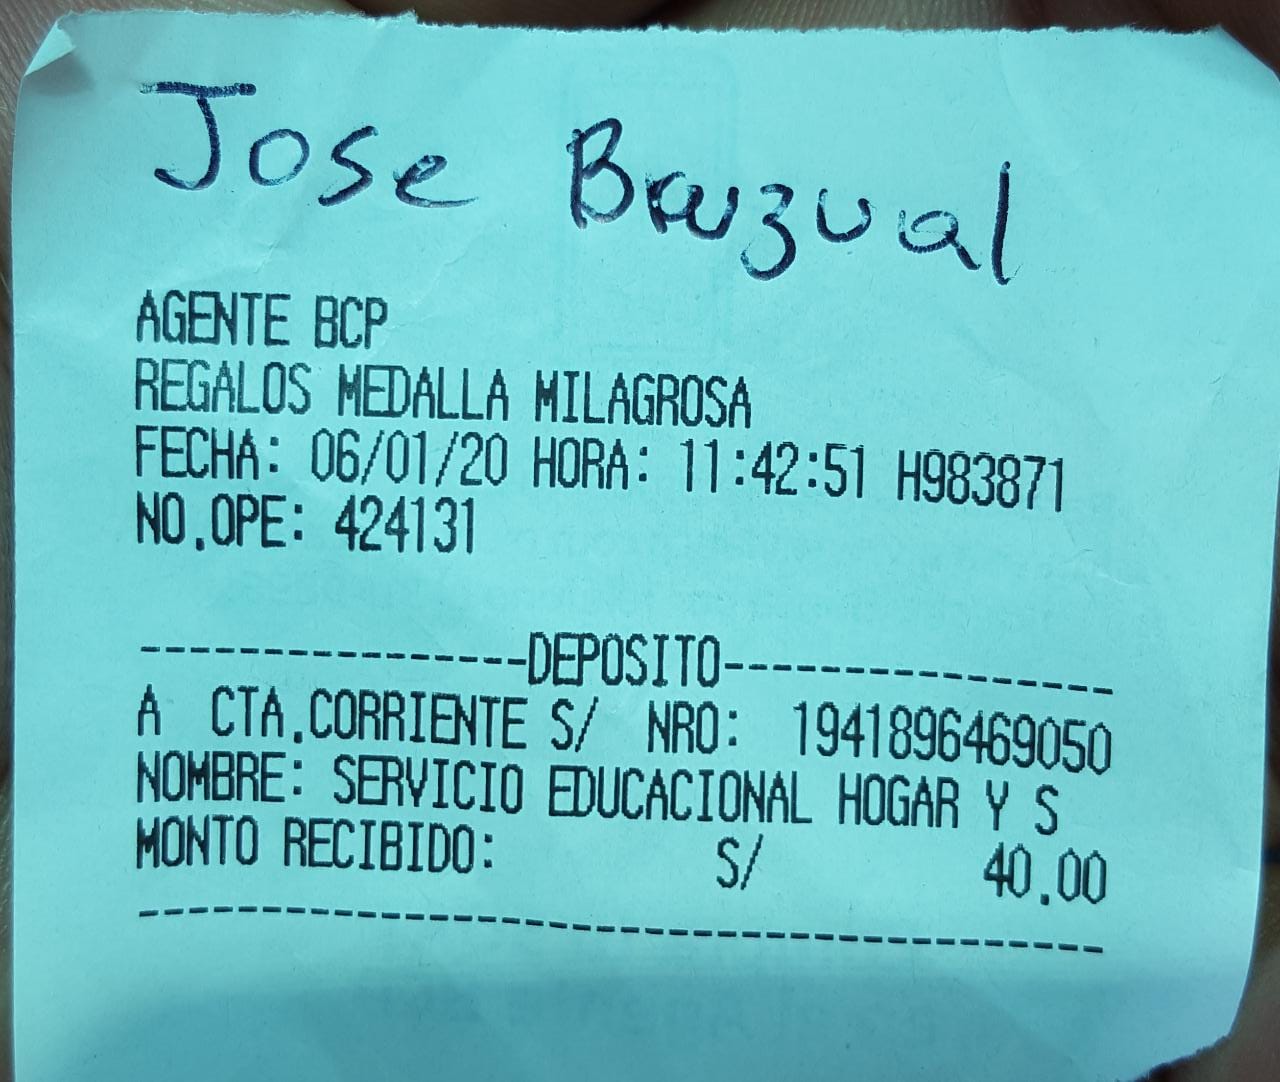 Jose Brazual
AGENTE BCP
REGALOS MEDALLA MILAGROSA
FECHA: 06/01/20 HORA: 11:42:51 H983871
NO.OPE: 424131
----------------DEPOSITO----------------
A CTA.CORRIENTE S/ NRO: 1941896469050
NOMBRE: SERVICIO EDUCACIONAL HOGAR Y S
MONTO RECIBIDO: S/ 40.00
----------------------------------------